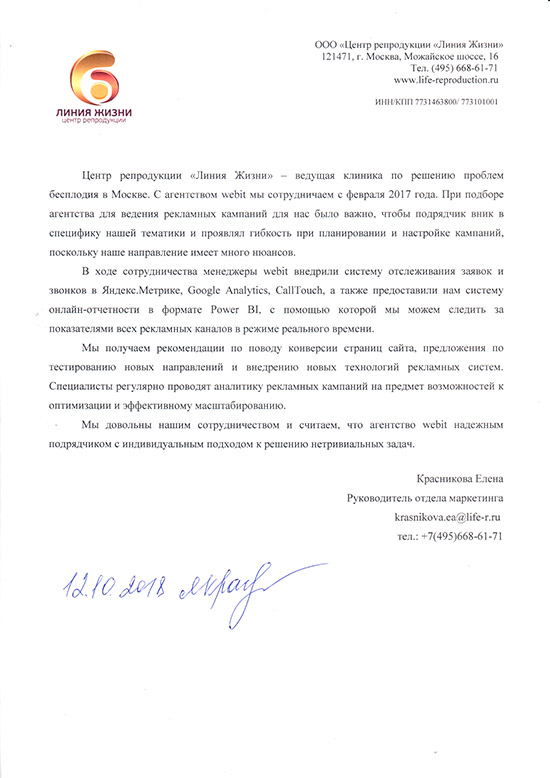 ООО «Центр репродукции «Линия Жизни»
121471, г. Москва, Можайское шоссе, 16
Тел. (495) 668-61-71
www.life-reproduction.ru
ИНН/КПП 7731463800/ 773101001
ЛИНИЯ ЖИЗНИ
центр репродукции
Центр репродукции «Линия Жизни» – ведущая клиника по решению проблем
бесплодия в Москве. С агентством webit мы сотрудничаем с февраля 2017 года. При подборе
агентства для ведения рекламных кампаний для нас было важно, чтобы подрядчик вник в
специфику нашей тематики и проявлял гибкость при планировании и настройке кампаний,
поскольку наше направление имеет много нюансов.
В ходе сотрудничества менеджеры webit внедрили систему отслеживания заявок и
звонков в Яндекс.Метрике, Google Analytics, CallTouch, а также предоставили нам систему
онлайн-отчетности в формате Power BI, с помощью которой мы можем следить за
показателями всех рекламных каналов в режиме реального времени.
Мы получаем рекомендации по поводу конверсии страниц сайта, предложения по
тестированию новых направлений и внедрению новых технологий рекламных систем.
Специалисты регулярно проводят аналитику рекламных кампаний на предмет возможностей к
оптимизации и эффективному масштабированию.
Мы довольны нашим сотрудничеством и считаем, что агентство webit надежным
подрядчиком с индивидуальным подходом к решению нетривиальных задач.
Красникова Елена
Руководитель отдела маркетинга
krasnikova.ea@life-r.ru
тел.: +7(495)668-61-71
12.10.2018